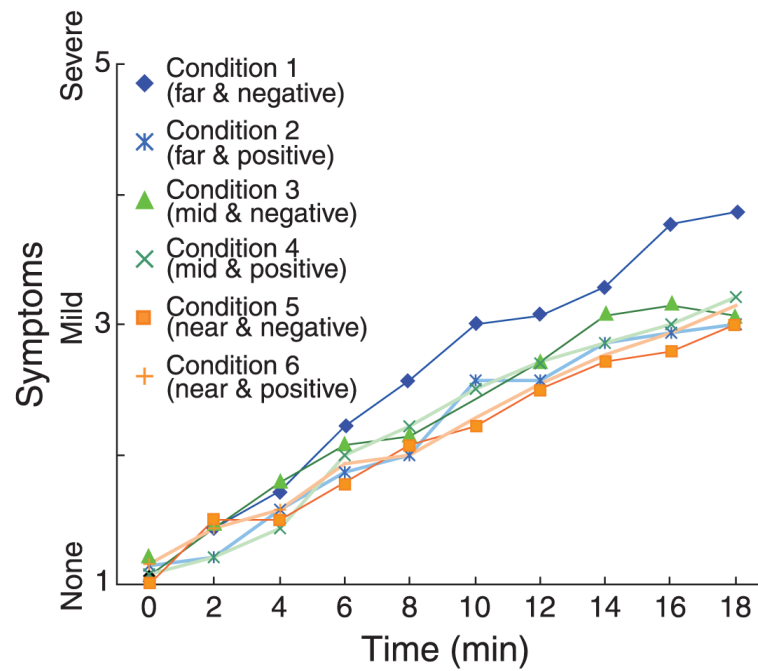 Severe
5
Condition 1
(far & negative)
Condition 2
(far & positive)
Condition 3
(mid & negative)
Condition 4
(mid & positive)
Condition 5
(near & negative)
Condition 6
(near & positive)
Symptoms
Mild
3
None
1
0 2 4 6 8 10 12 14 16 18
Time (min)